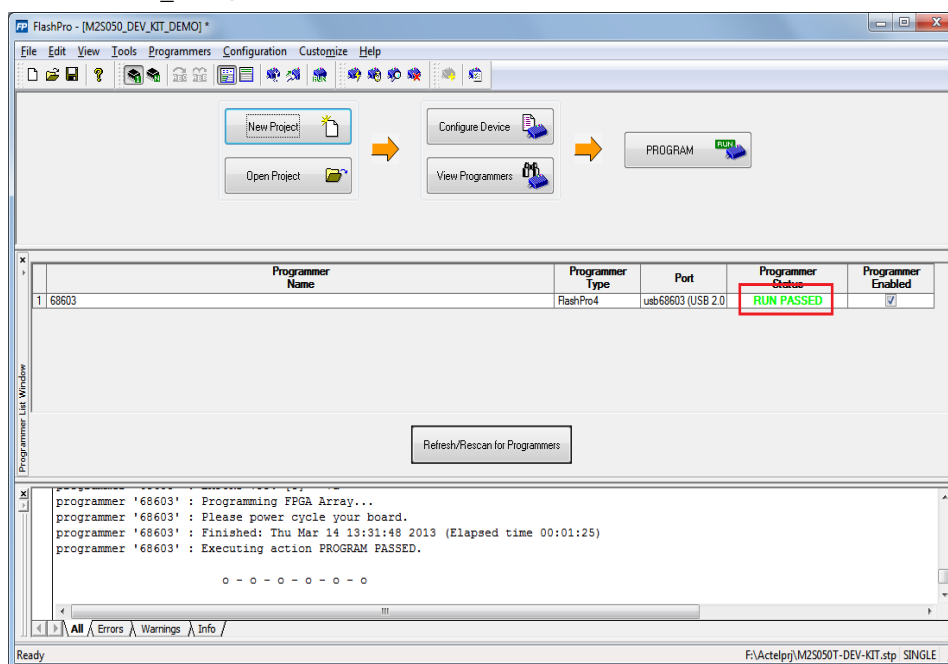 FlashPro - [M2S050_DEV_KIT_DEMO] *
File Edit View Tools Programmers Configuration Customize Help
New Project
Configure Device
PROGRAM
RUN
Open Project
View Programmers
Programmer Name
Programmer Type
Port
Programmer Status
Programmer Enabled
1 68603 FlashPro4 usb68603 (USB 2.0 RUN PASSED
Programmer List Window
Refresh/Rescan for Programmers
programmer '68603' : Programming FPGA Array...
programmer '68603' : Please power cycle your board.
programmer '68603' : Finished: Thu Mar 14 13:31:48 2013 (Elapsed time 00:01:25)
programmer '68603' : Executing action PROGRAM PASSED.
o - o - o - o - o - o
All Errors Warnings Info
Ready F:\Actelprj\M2S050T-DEV-KIT.stp SINGLE